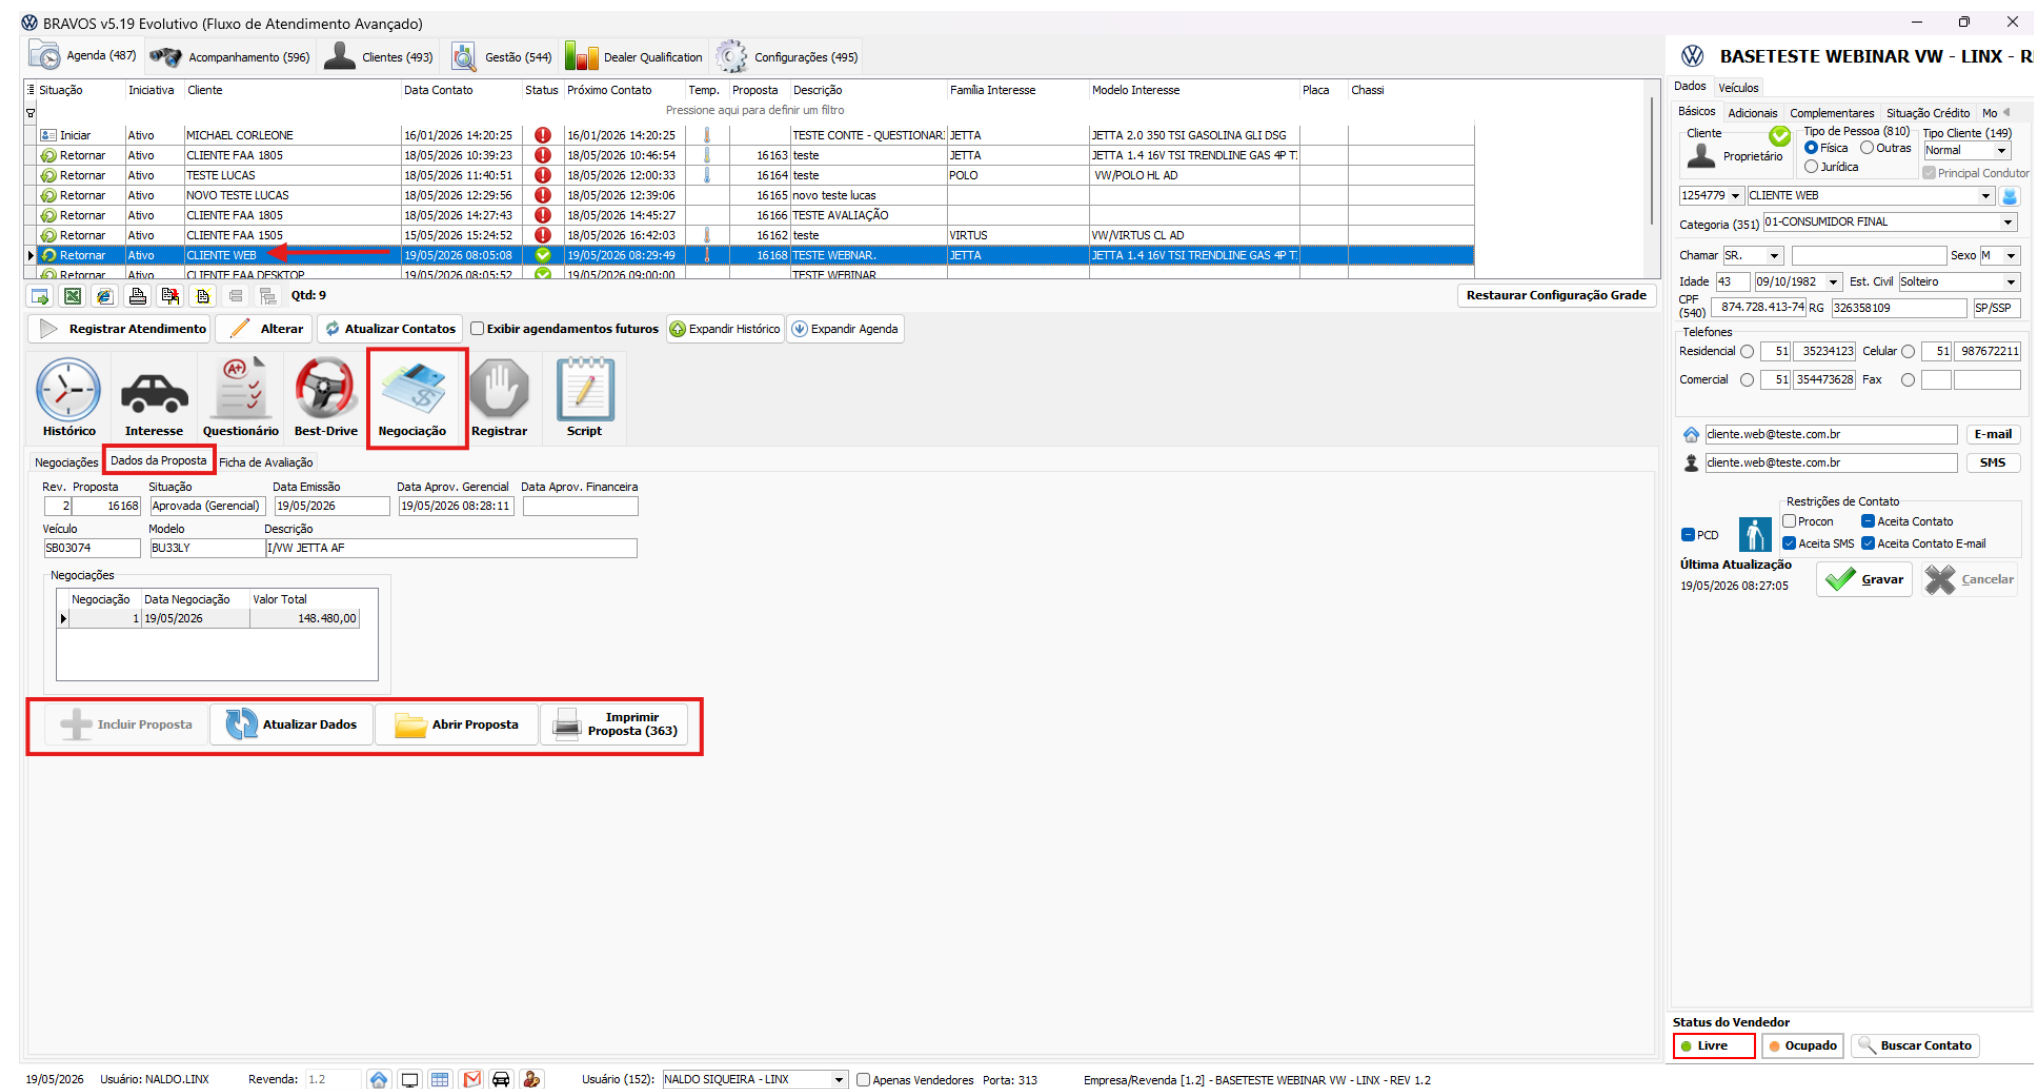 BRAVOS v5.19 Evolutivo (Fluxo de Atendimento Avançado)
Agenda (487) Acompanhamento (596) Clientes (493) Gestão (544) Dealer Qualification Configurações (495)
Situação Iniciativa Cliente Data Contato Status Próximo Contato Temp. Proposta Descrição Família Interesse Modelo Interesse Placa Chassi
Pressione aqui para definir um filtro
Iniciar Ativo MICHAEL CORLEONE 16/01/2026 14:20:25 16/01/2026 14:20:25 TESTE CONTE - QUESTIONAR: JETTA JETTA 2.0 350 TSI GASOLINA GLI DSG
Retornar Ativo CLIENTE FAA 1805 18/05/2026 10:39:23 18/05/2026 10:46:54 16163 teste JETTA JETTA 1.4 16V TSI TRENDLINE GAS 4P T.
Retornar Ativo TESTE LUCAS 18/05/2026 11:40:51 18/05/2026 12:00:33 16164 teste POLO VW/POLO HL AD
Retornar Ativo NOVO TESTE LUCAS 18/05/2026 12:29:56 18/05/2026 12:39:06 16165 novo teste lucas
Retornar Ativo CLIENTE FAA 1805 18/05/2026 14:27:43 18/05/2026 14:45:27 16166 TESTE AVALIAÇÃO
Retornar Ativo CLIENTE FAA 1505 15/05/2026 15:24:52 18/05/2026 16:42:03 16162 teste VIRTUS VW/VIRTUS CL AD
Retornar Ativo CLIENTE WEB 19/05/2026 08:05:08 19/05/2026 08:29:49 16168 TESTE WEBNAR. JETTA JETTA 1.4 16V TSI TRENDLINE GAS 4P T.
Retornar Ativo CLIENTE FAA DESKTOP 19/05/2026 08:05:52 19/05/2026 09:00:00 TESTE WEBINAR
Qtd: 9 Restaurar Configuração Grade
Registrar Atendimento Alterar Atualizar Contatos Exibir agendamentos futuros Expandir Histórico Expandir Agenda
Histórico Interesse Questionário Best-Drive Negociação Registrar Script
Negociações Dados da Proposta Ficha de Avaliação
Rev. Proposta Situação Data Emissão Data Aprov. Gerencial Data Aprov. Financeira
2 16168 Aprovada (Gerencial) 19/05/2026 19/05/2026 08:28:11
Veículo Modelo Descrição
SB03074 BU33LY I/VW JETTA AF
Negociações
Negociação Data Negociação Valor Total
1 19/05/2026 148.480,00
Incluir Proposta Atualizar Dados Abrir Proposta Imprimir Proposta (363)
BASETESTE WEBINAR VW - LINX - R
Dados Veículos
Básicos Adicionais Complementares Situação Crédito Mo
Cliente Tipo de Pessoa (810) Tipo Cliente (149)
Proprietário Física Outras Normal
Jurídica Principal Condutor
1254779 CLIENTE WEB
Categoria (351) 01-CONSUMIDOR FINAL
Chamar SR. Sexo M
Idade 43 09/10/1982 Est. Civil Solteiro
CPF (540) 874.728.413-74 RG 326358109 SP/SSP
Telefones
Residencial 51 35234123 Celular 51 987672211
Comercial 51 354473628 Fax
cliente.web@teste.com.br E-mail
cliente.web@teste.com.br SMS
Restrições de Contato
PCD Procon Aceita Contato
Aceita SMS Aceita Contato E-mail
Última Atualização
19/05/2026 08:27:05 Gravar Cancelar
Status do Vendedor
Livre Ocupado Buscar Contato
19/05/2026 Usuário: NALDO.LINX Revenda: 1.2 Usuário (152): NALDO SIQUEIRA - LINX Apenas Vendedores Porta: 313 Empresa/Revenda [1.2] - BASETESTE WEBINAR VW - LINX - REV 1.2